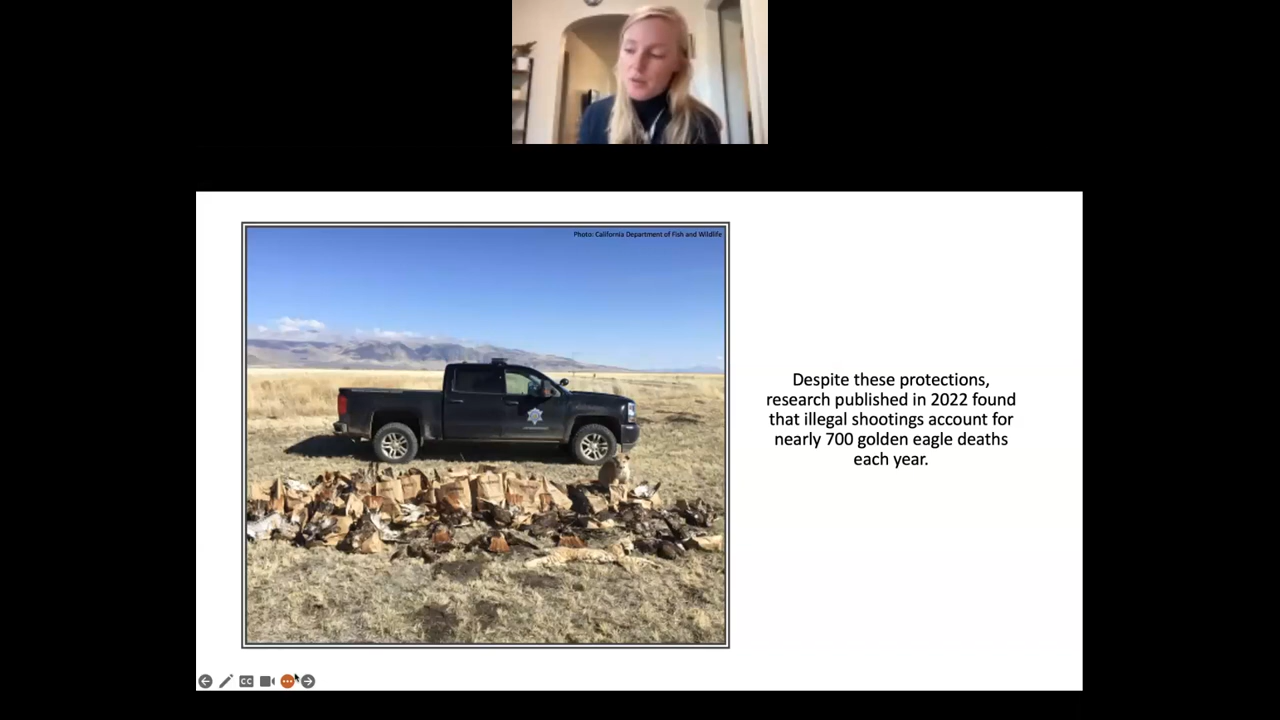 Photo: California Department of Fish and Wildlife
Despite these protections,
research published in 2022 found
that illegal shootings account for
nearly 700 golden eagle deaths
each year.
CC